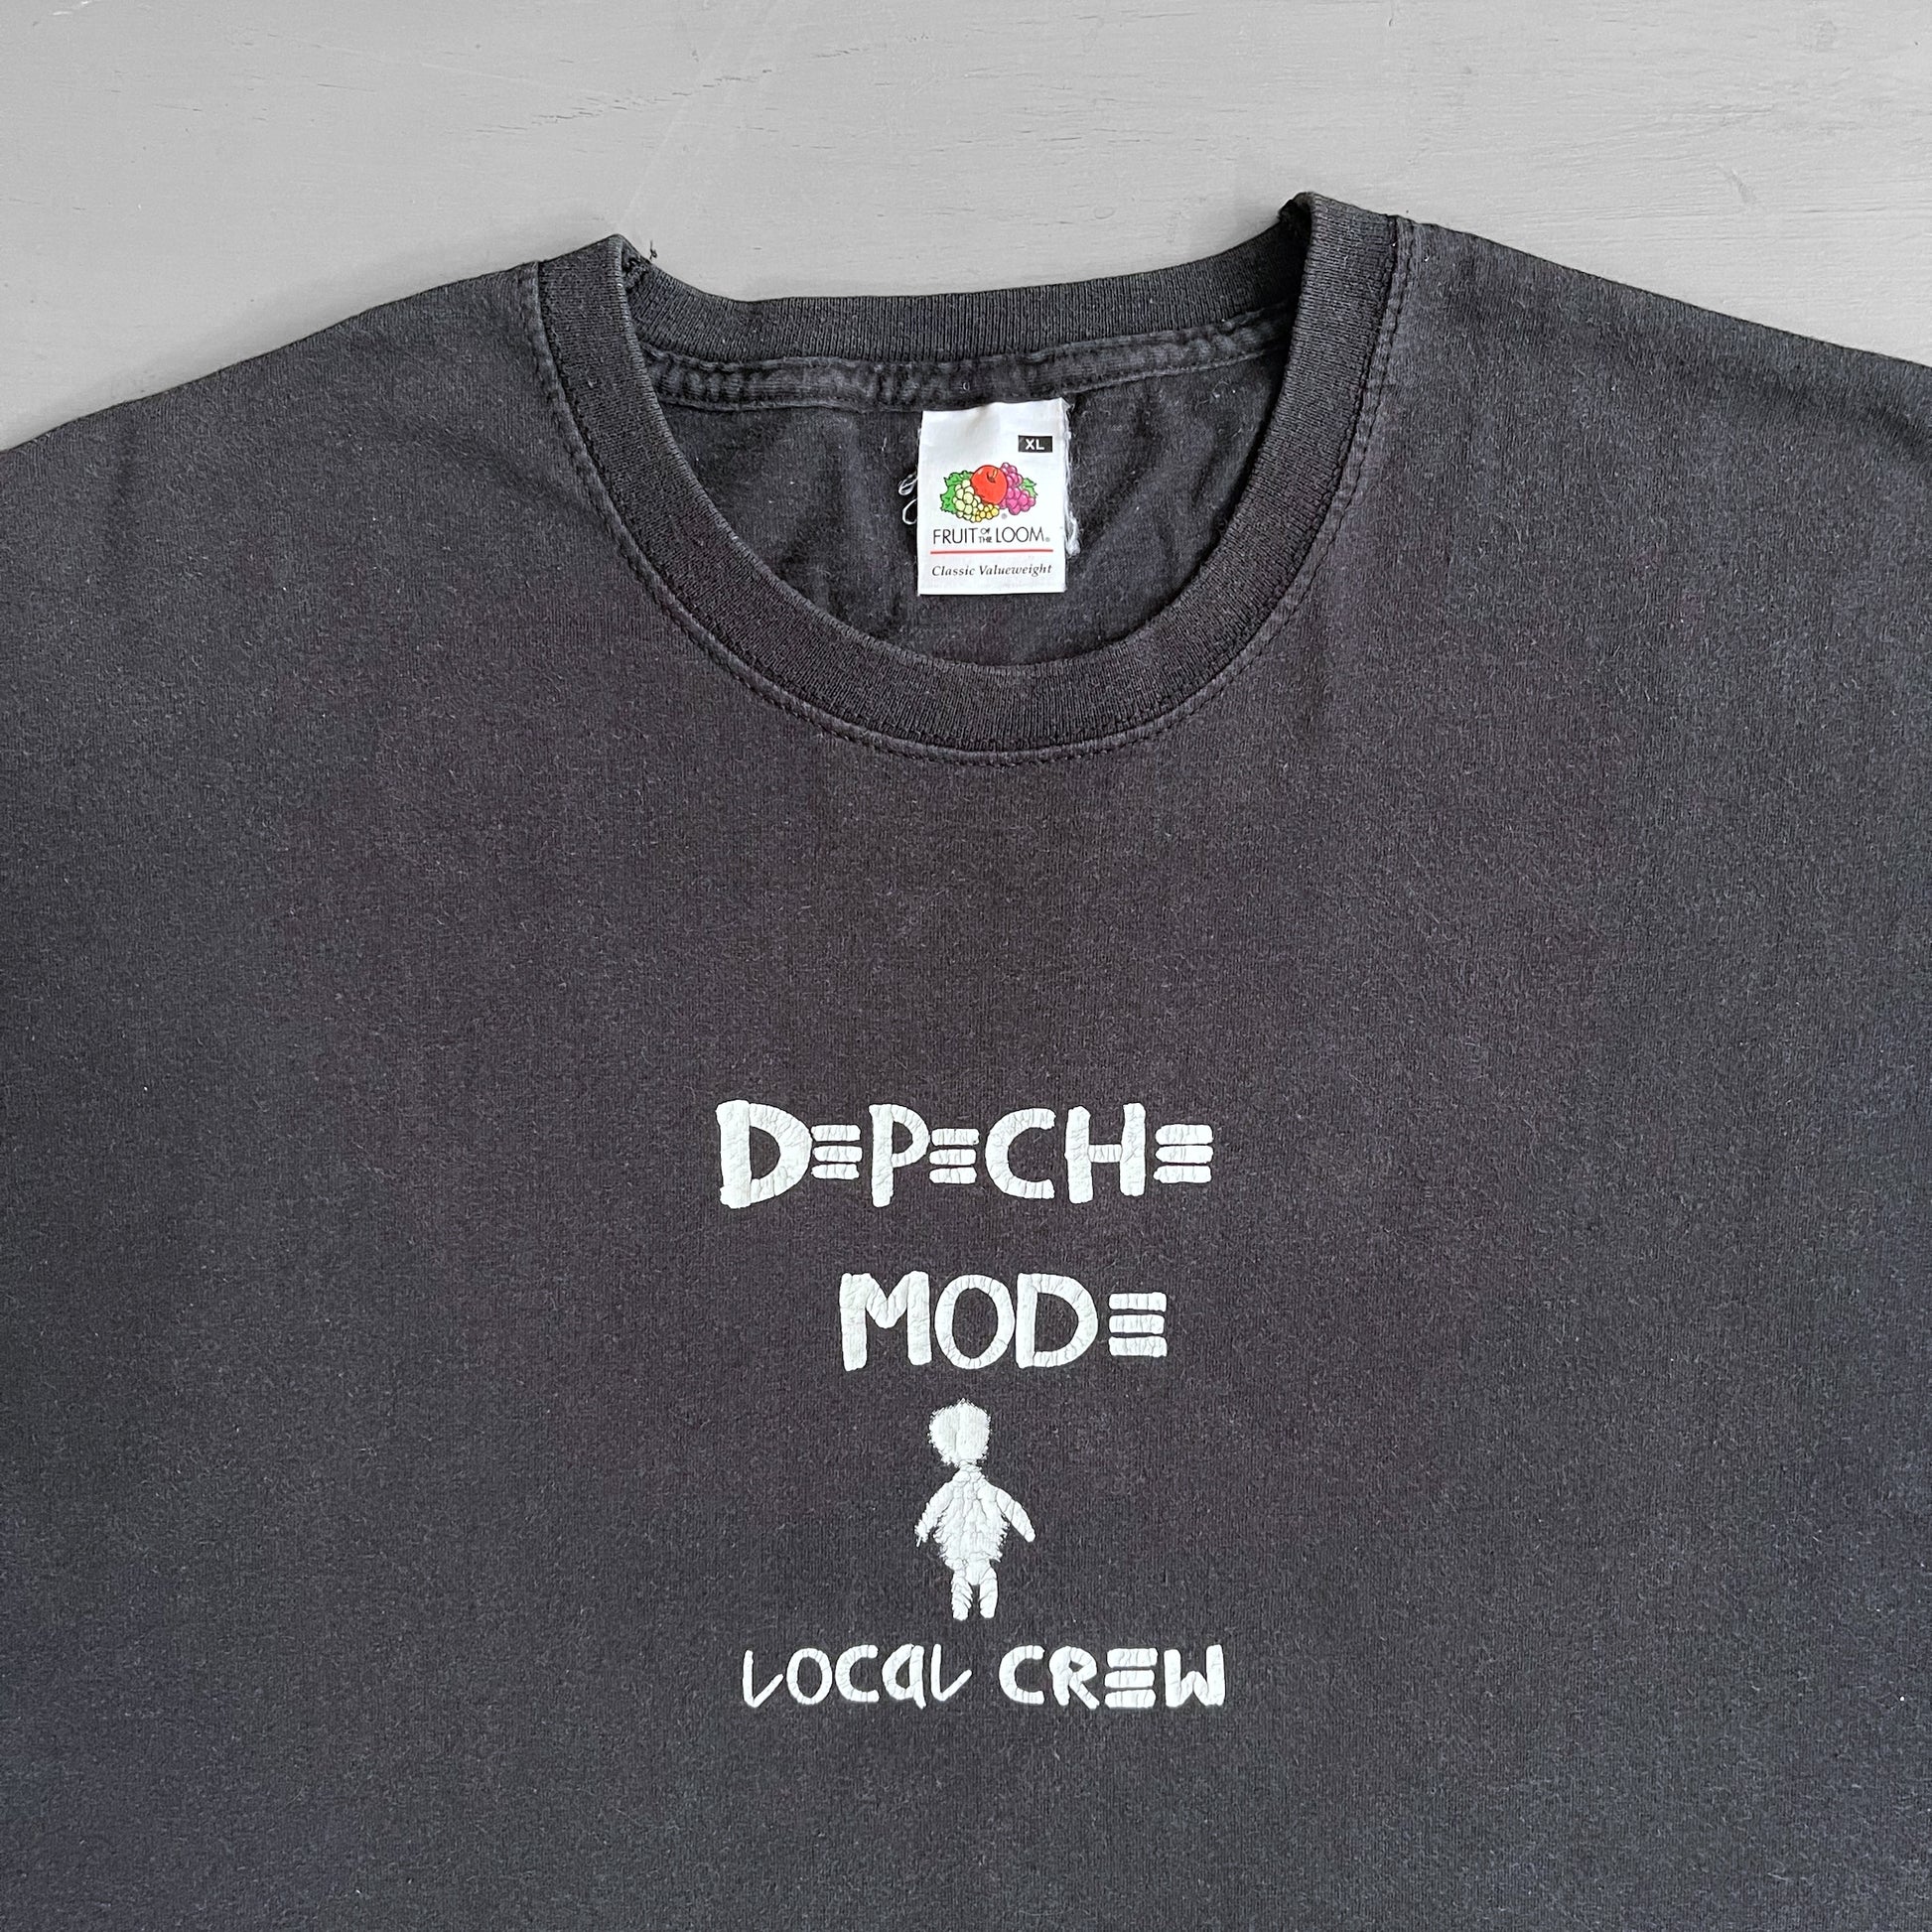 XL
FRUIT OF THE LOOM®
Classic Valueweight
DEPECHE
MODE
LOCaL CREW